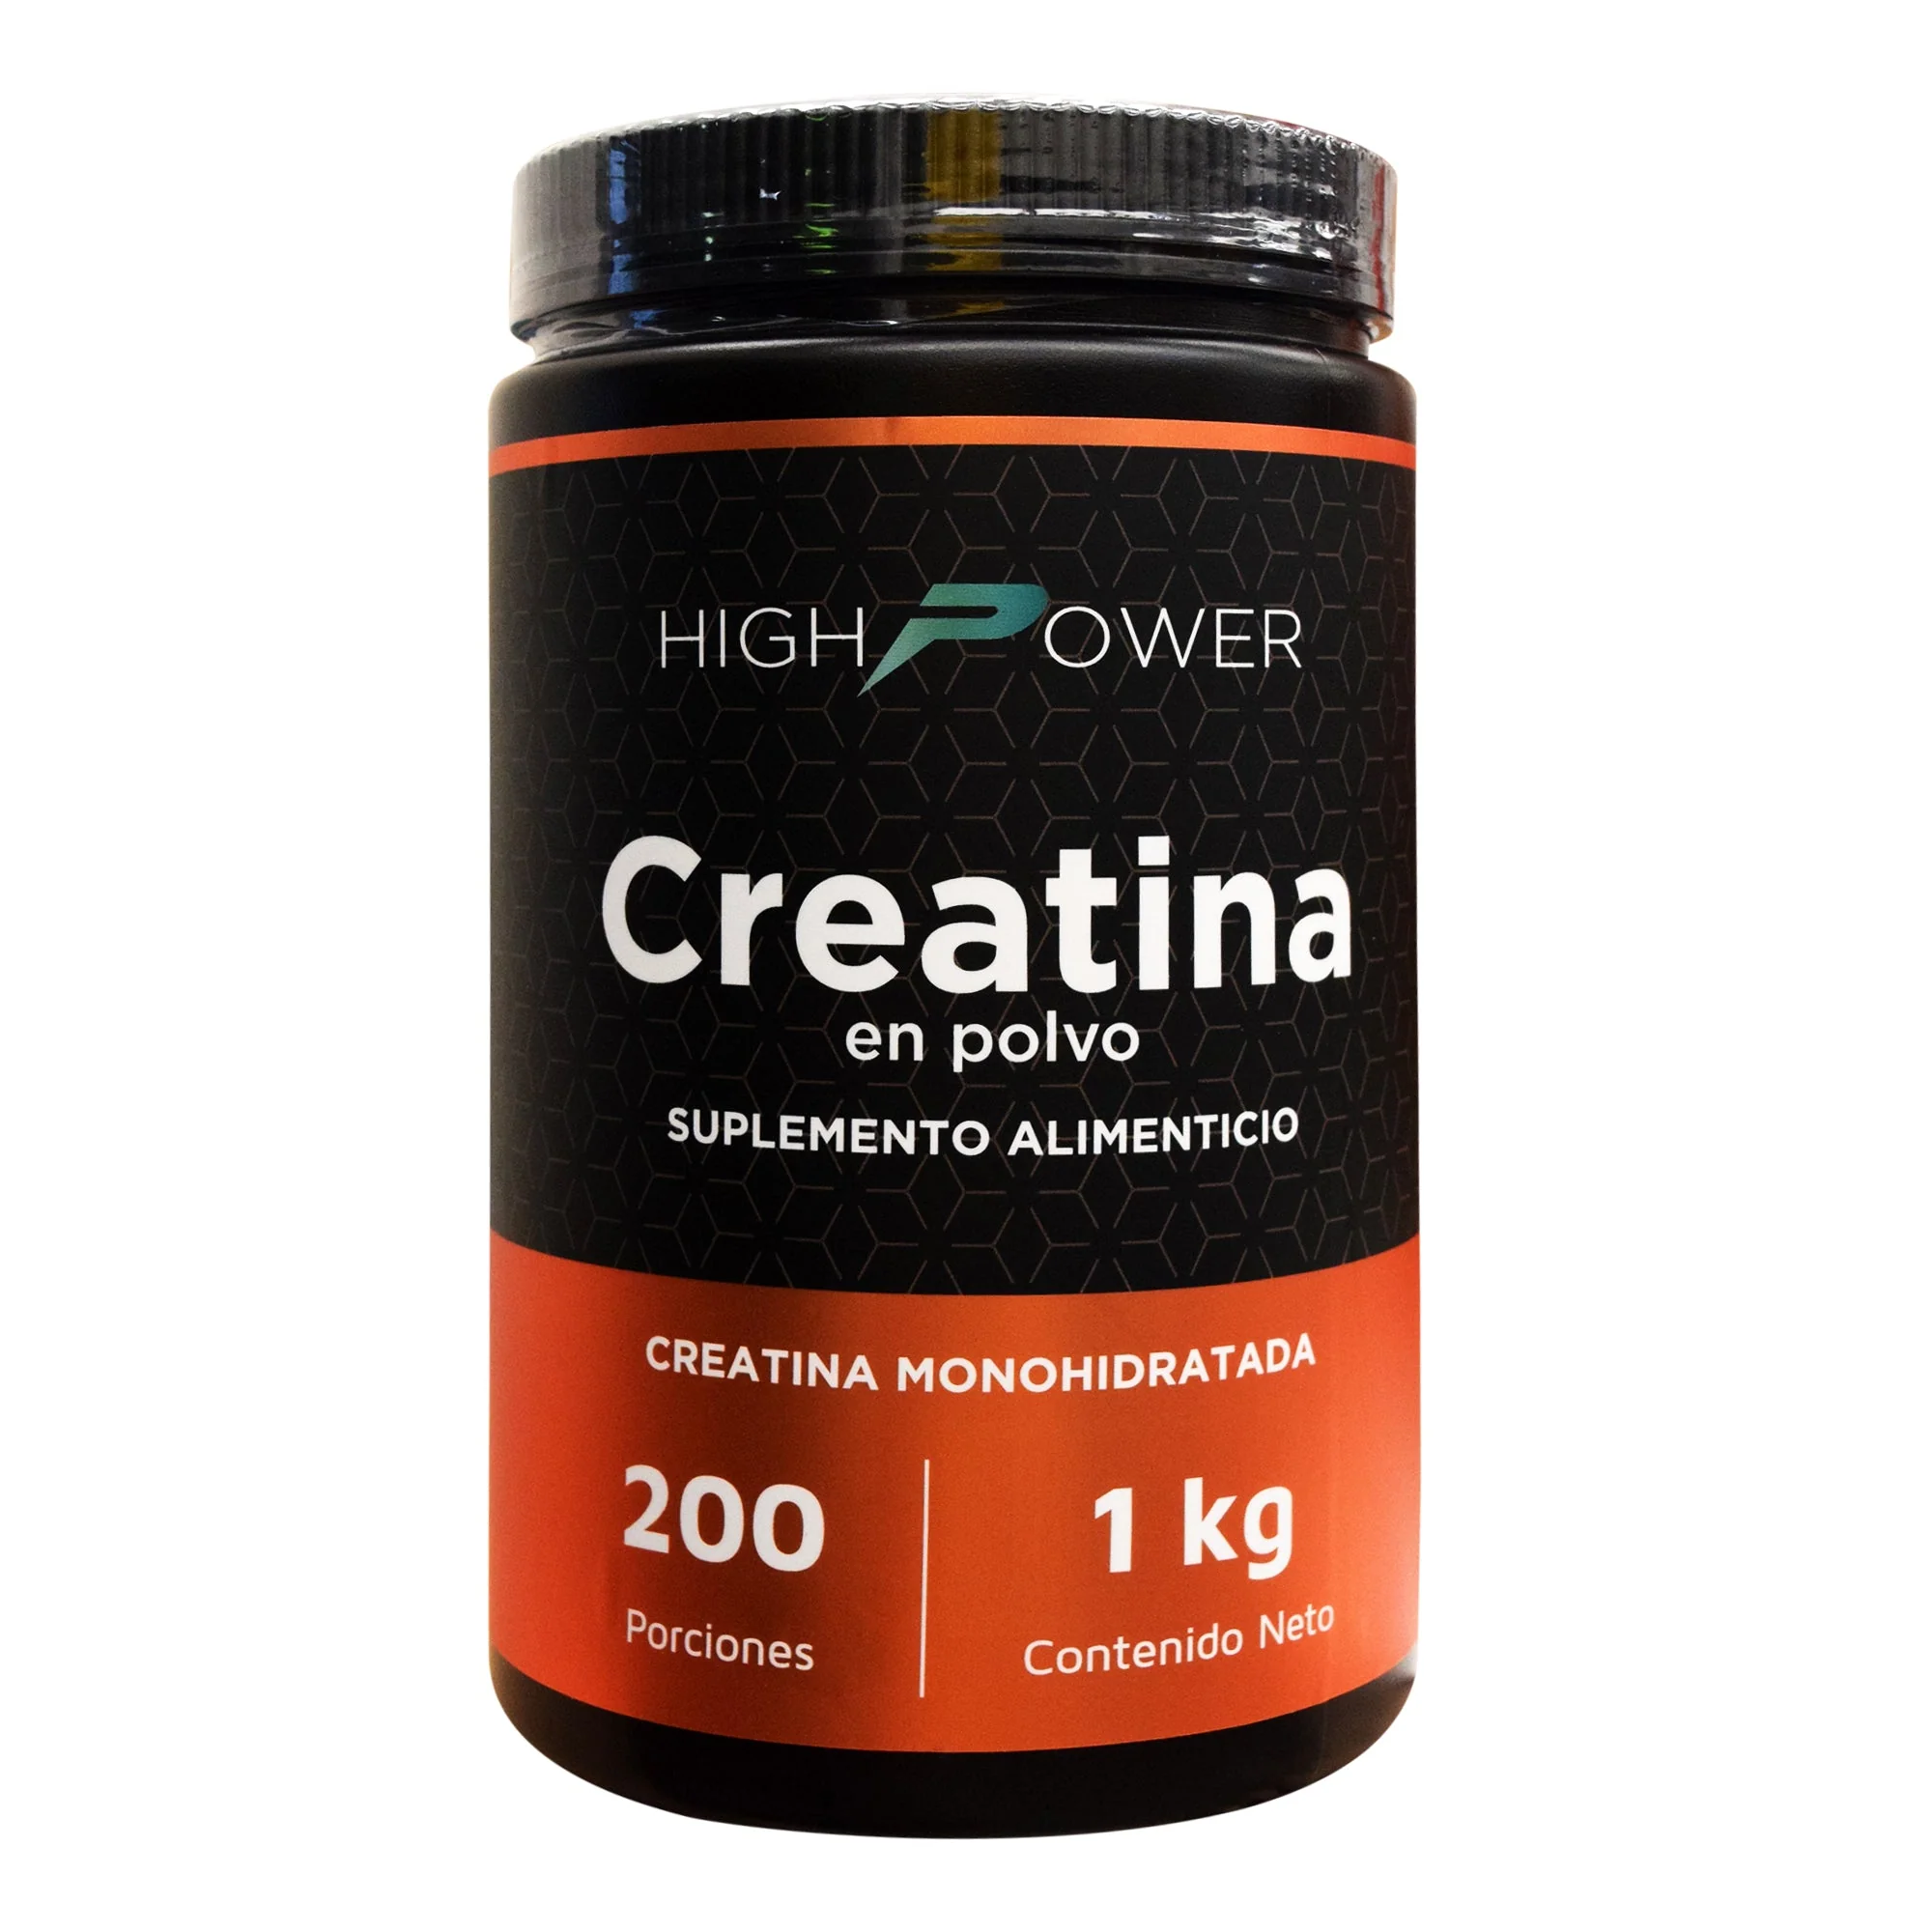 HIGH POWER
Creatina
en polvo
SUPLEMENTO ALIMENTICIO
CREATINA MONOHIDRATADA
200
Porciones
1 kg
Contenido Neto